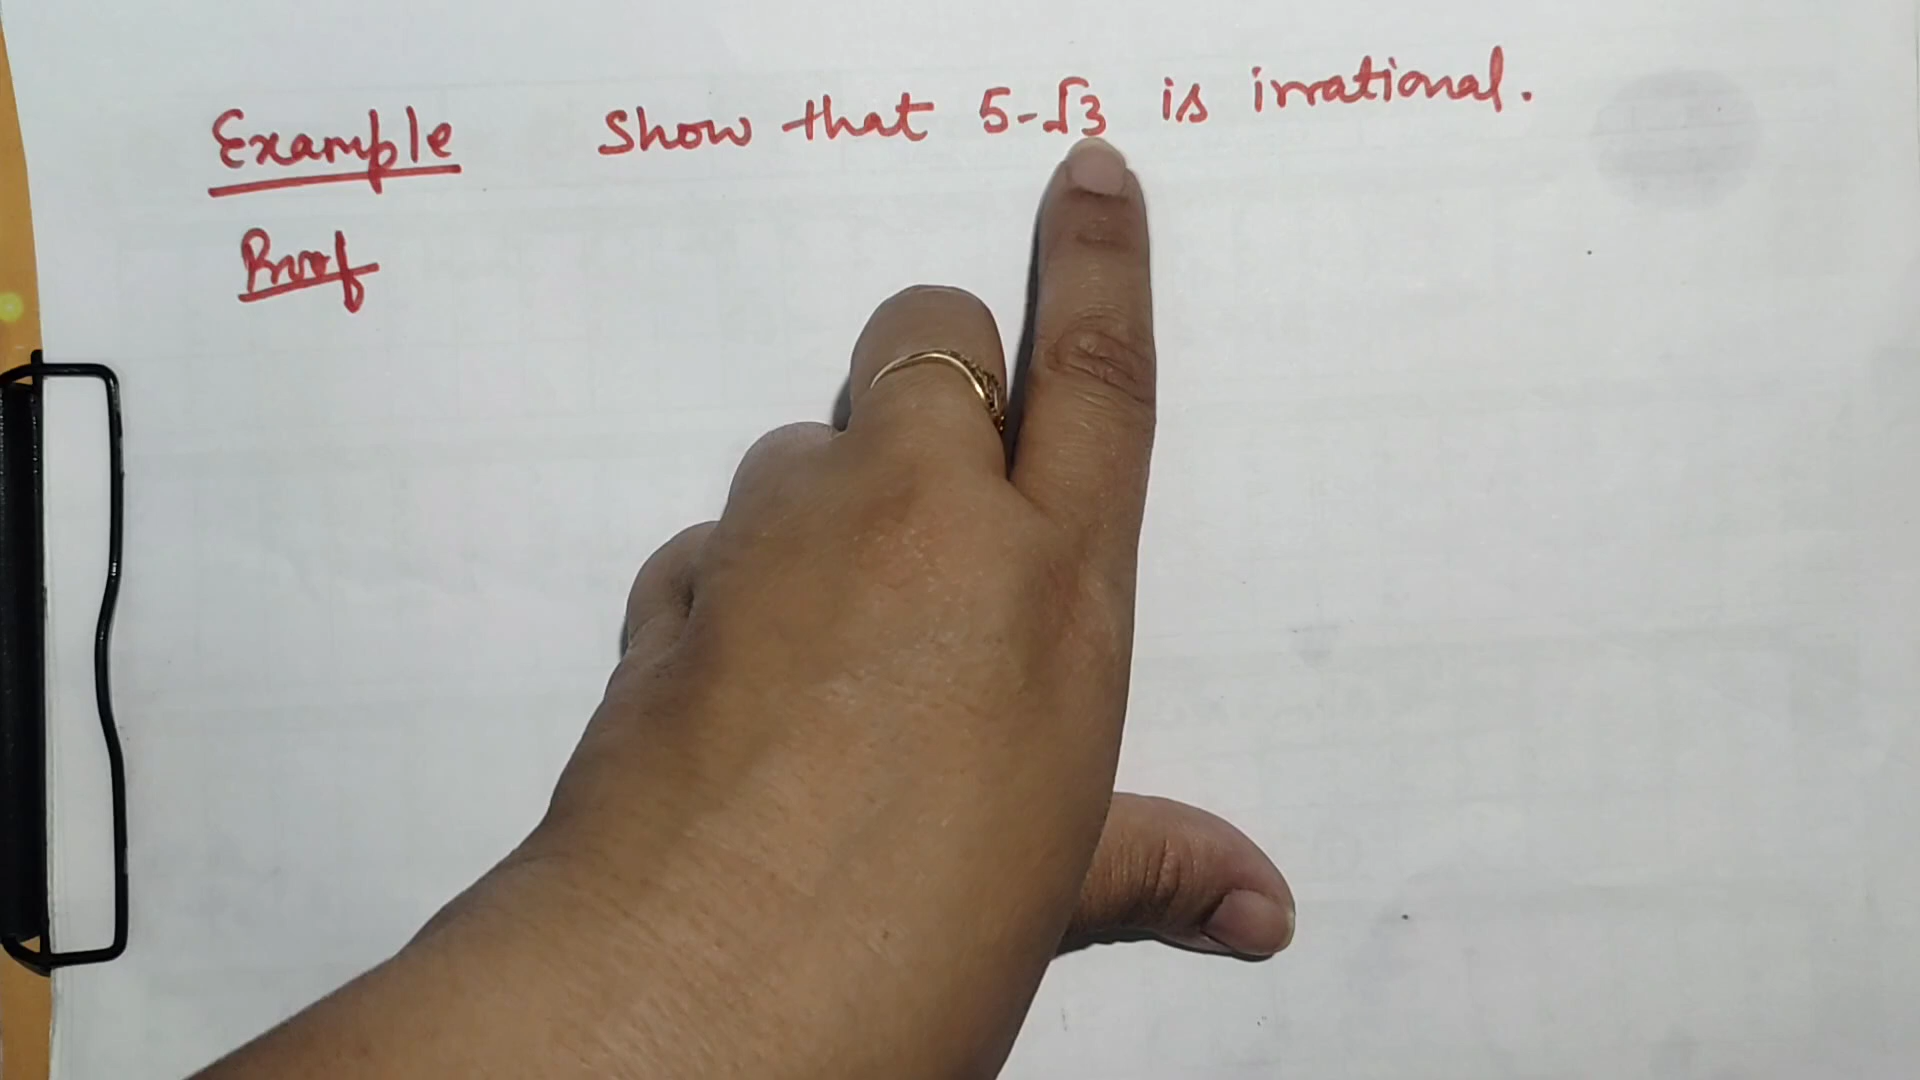 Example Show that 5-√3 is irrational.
Proof